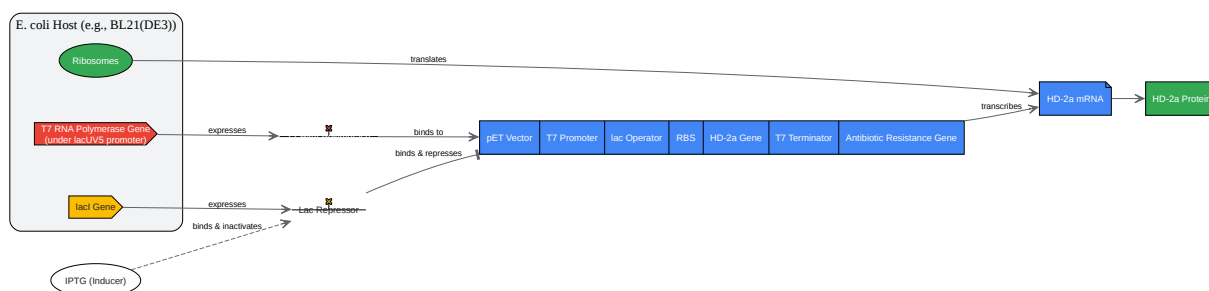 E. coli Host (e.g., BL21(DE3))
Ribosomes
translates
HD-2a mRNA
HD-2a Protein
transcribes
T7 RNA Polymerase Gene
(under lacUV5 promoter)
expresses
binds to
pET Vector
T7 Promoter
lac Operator
RBS
HD-2a Gene
T7 Terminator
Antibiotic Resistance Gene
binds & represses
lacI Gene
expresses
Lac Repressor
binds & inactivates
IPTG (Inducer)